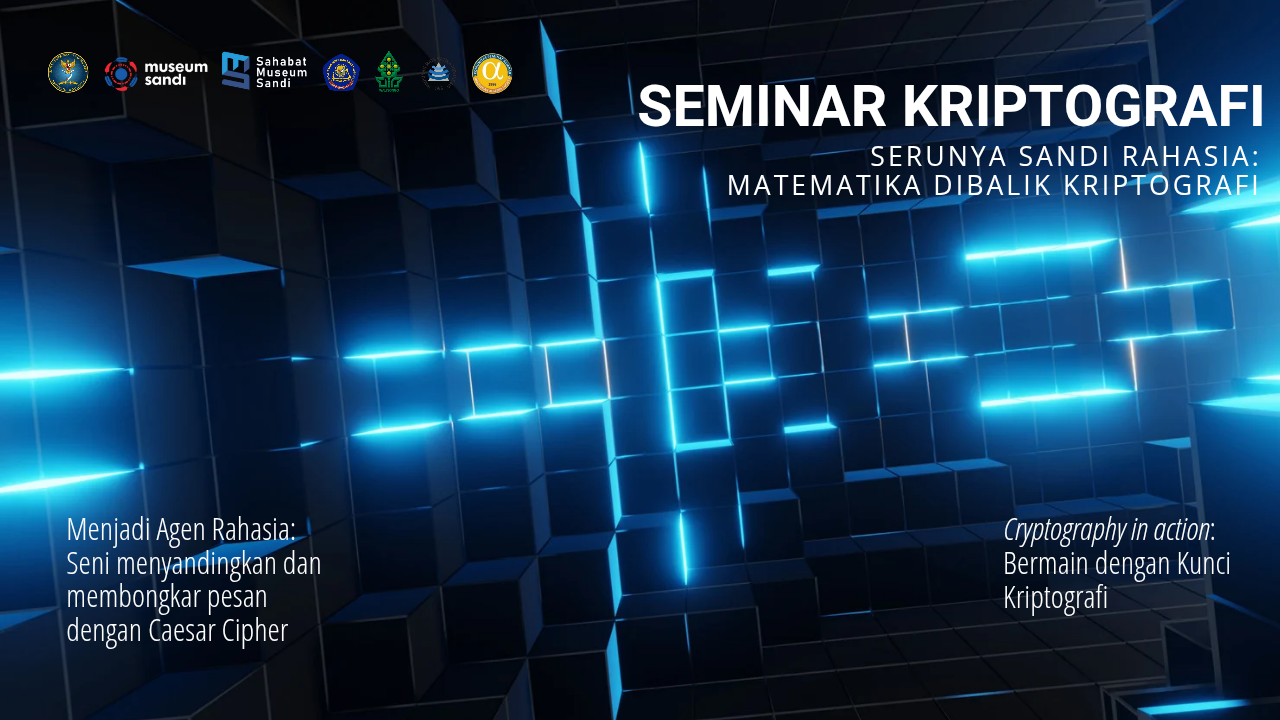 museum
sandi
Sahabat
Museum
Sandi
SEMINAR KRIPTOGRAFI
SERUNYA SANDI RAHASIA:
MATEMATIKA DIBALIK KRIPTOGRAFI
Menjadi Agen Rahasia:
Seni menyandingkan dan
membongkar pesan
dengan Caesar Cipher
Cryptography in action:
Bermain dengan Kunci
Kriptografi